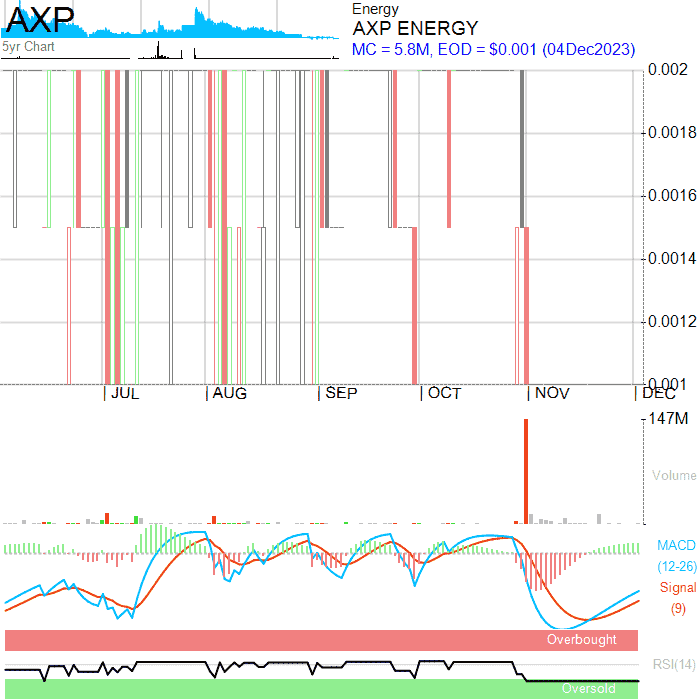 AXP
5yr Chart
Energy
AXP ENERGY
MC = 5.8M, EOD = $0.001 (04Dec2023)
0.002
0.0018
0.0016
0.0014
0.0012
0.001
JUL AUG SEP OCT NOV DEC
147M
Volume
MACD
(12-26)
Signal
(9)
Overbought
RSI(14)
Oversold